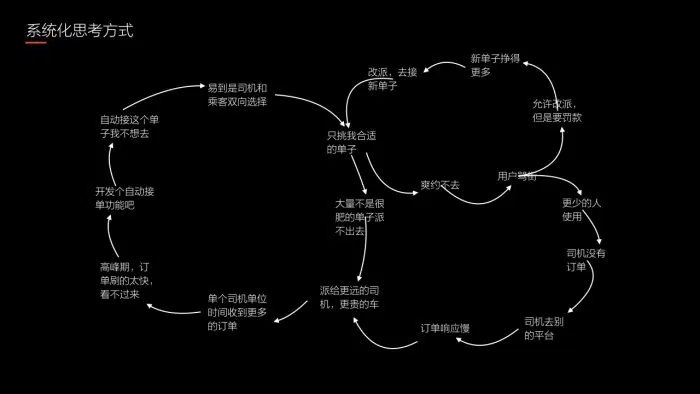 系统化思考方式
新单子挣得
更多
改派，去接
新单子
易到是司机和
乘客双向选择
允许改派，
但是要罚款
自动接这个单
子我不想去
只挑我合适
的单子
用户骂街
爽约不去
开发个自动接
单功能吧
大量不是很
肥的单子派
不出去
更少的人
使用
司机没有
订单
高峰期，订
单刷的太快，
看不过来
派给更远的司
机，更贵的车
单个司机单位
时间收到更多
的订单
订单响应慢
司机去别
的平台